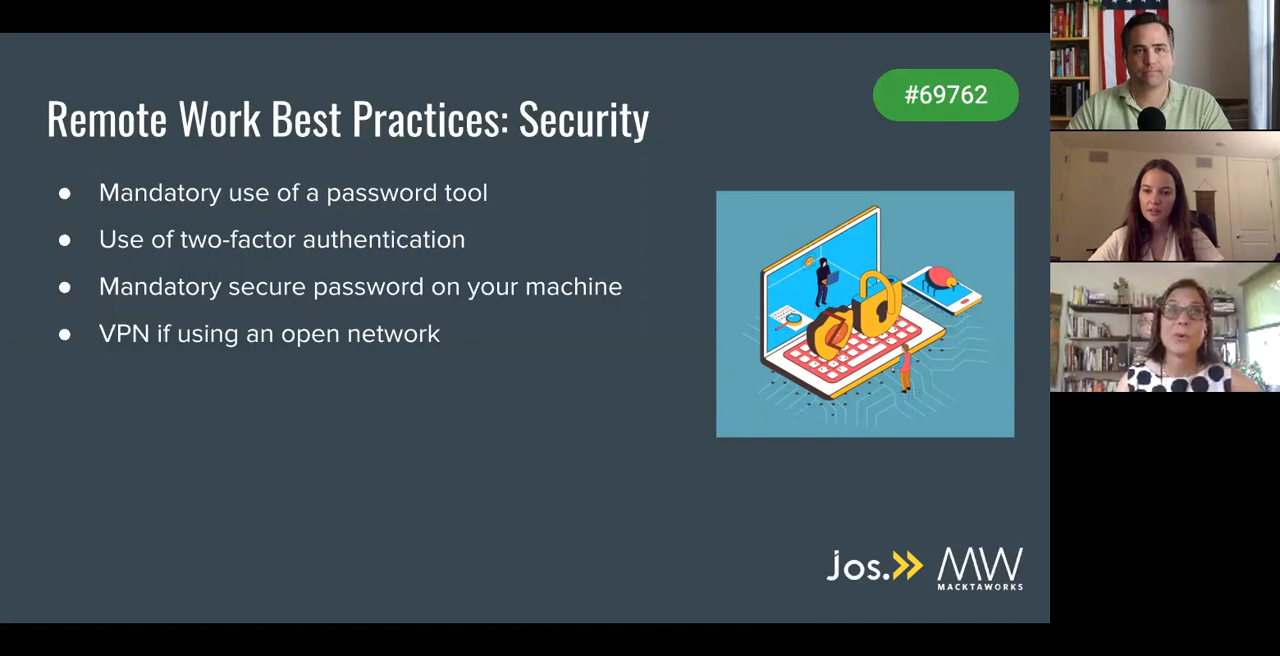 #69762
Remote Work Best Practices: Security
● Mandatory use of a password tool
● Use of two-factor authentication
● Mandatory secure password on your machine
● VPN if using an open network
Jos. MW
MACKTAWORKS